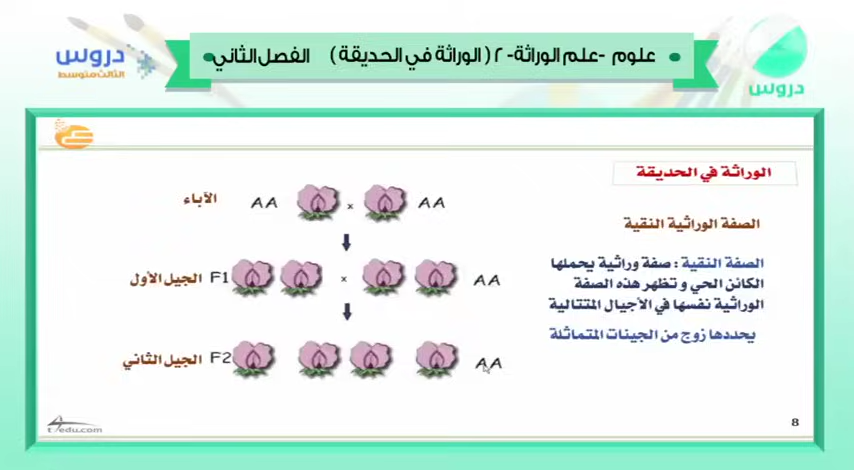 علوم -علم الوراثة- ٢ ( الوراثة في الحديقة ) الفصل الثاني
دروس
الثالث متوسط
دروس
الوراثة في الحديقة
الصفة الوراثية النقية
الصفة النقية : صفة وراثية يحملها
الكائن الحي و تظهر هذه الصفة
الوراثية نفسها في الأجيال المتتالية
يحددها زوج من الجينات المتماثلة
الآباء AA × AA
الجيل الأول F1 × AA
الجيل الثاني F2 AA
t4edu.com
8